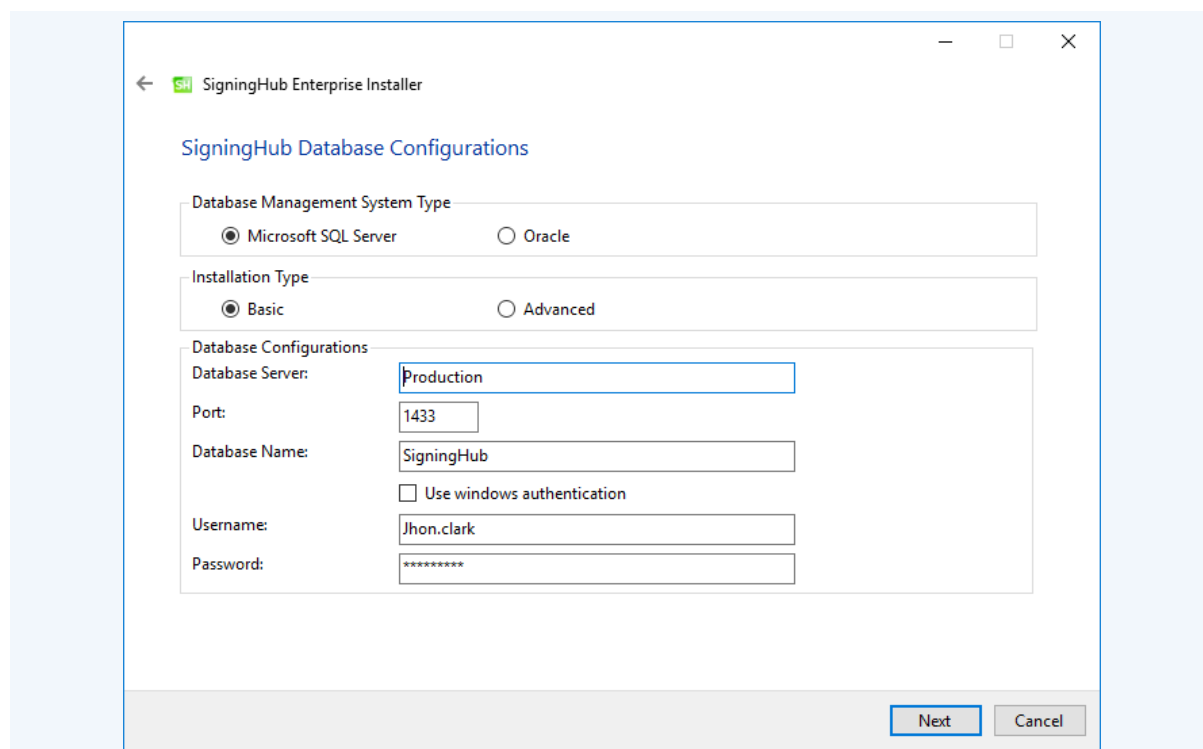 SH SigningHub Enterprise Installer
SigningHub Database Configurations
Database Management System Type
Microsoft SQL Server Oracle
Installation Type
Basic Advanced
Database Configurations
Database Server: Production
Port: 1433
Database Name: SigningHub
Use windows authentication
Username: Jhon.clark
Password: *********
Next Cancel